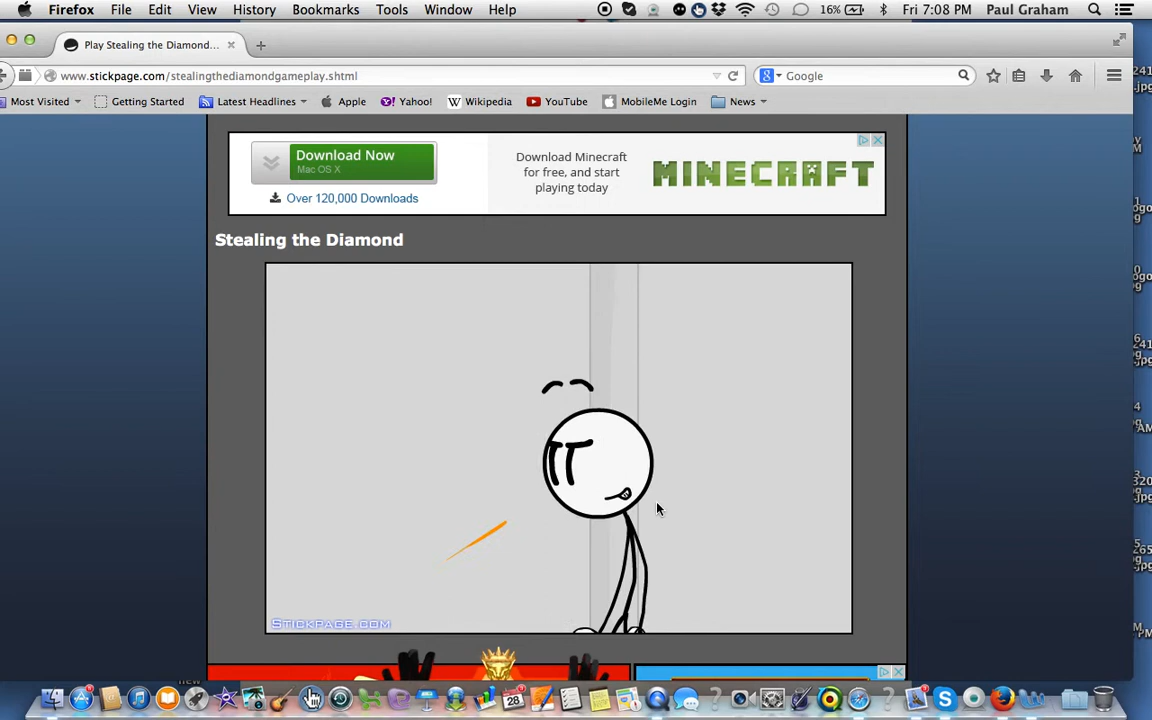 Firefox File Edit View History Bookmarks Tools Window Help 16% Fri 7:08 PM Paul Graham
Play Stealing the Diamond...
www.stickpage.com/stealingthediamondgameplay.shtml Google
Most Visited Getting Started Latest Headlines Apple Yahoo! Wikipedia YouTube MobileMe Login News
Download Now
Mac OS X
Over 120,000 Downloads
Download Minecraft
for free, and start
playing today
MINECRAFT
Stealing the Diamond
STICKPAGE.COM
new
28